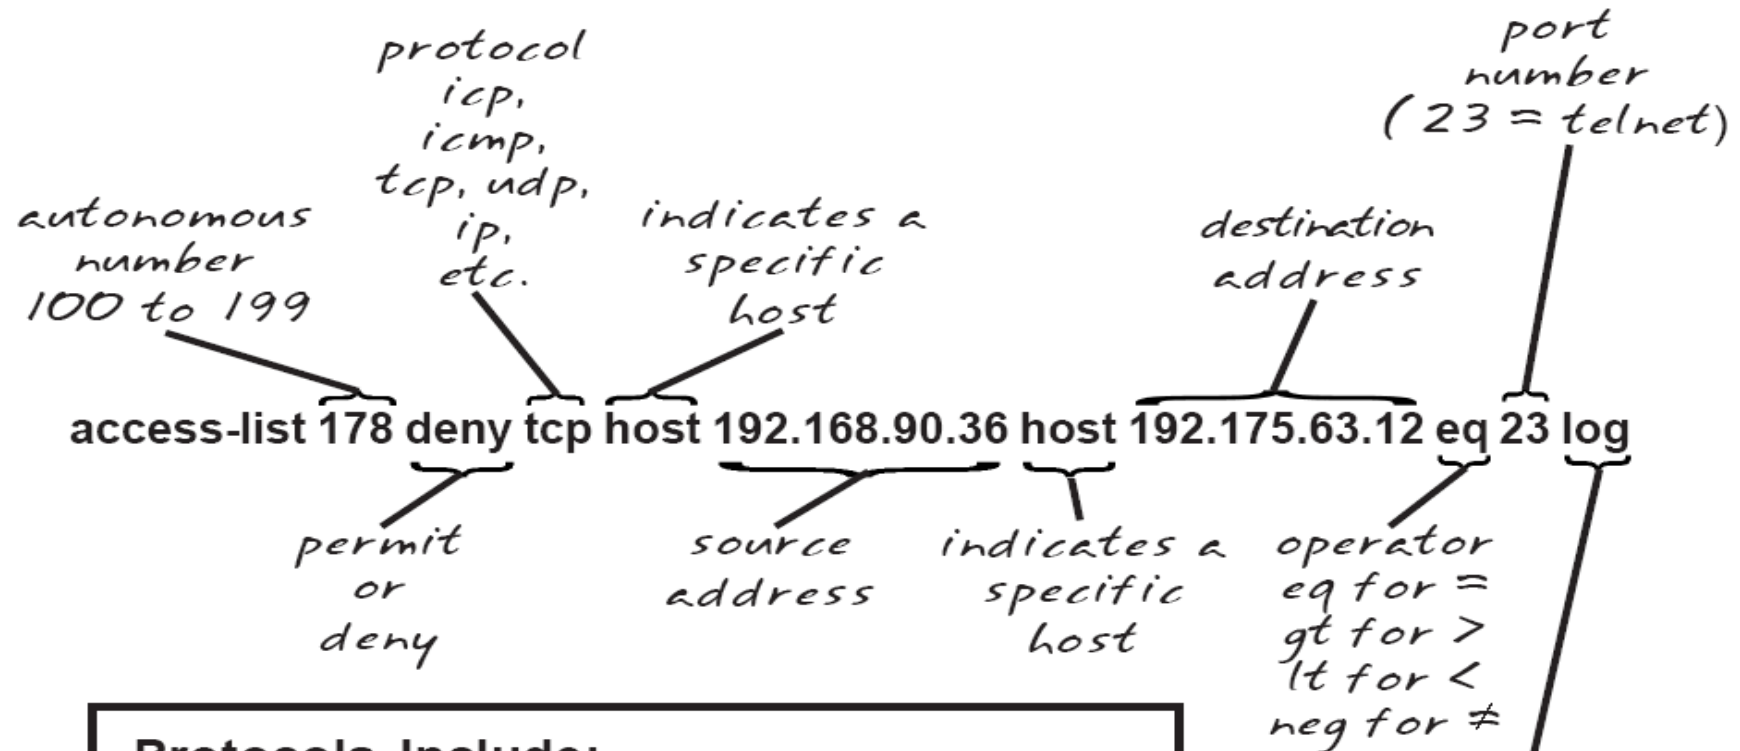 port
number
(23 = telnet)
protocol
icp,
icmp,
tcp, udp,
ip,
etc.
autonomous
number
100 to 199
indicates a
specific
host
destination
address
access-list 178 deny tcp host 192.168.90.36 host 192.175.63.12 eq 23 log
permit
or
deny
source
address
indicates a
specific
host
operator
eq for =
gt for >
lt for <
neg for ≠
Protocols Include: